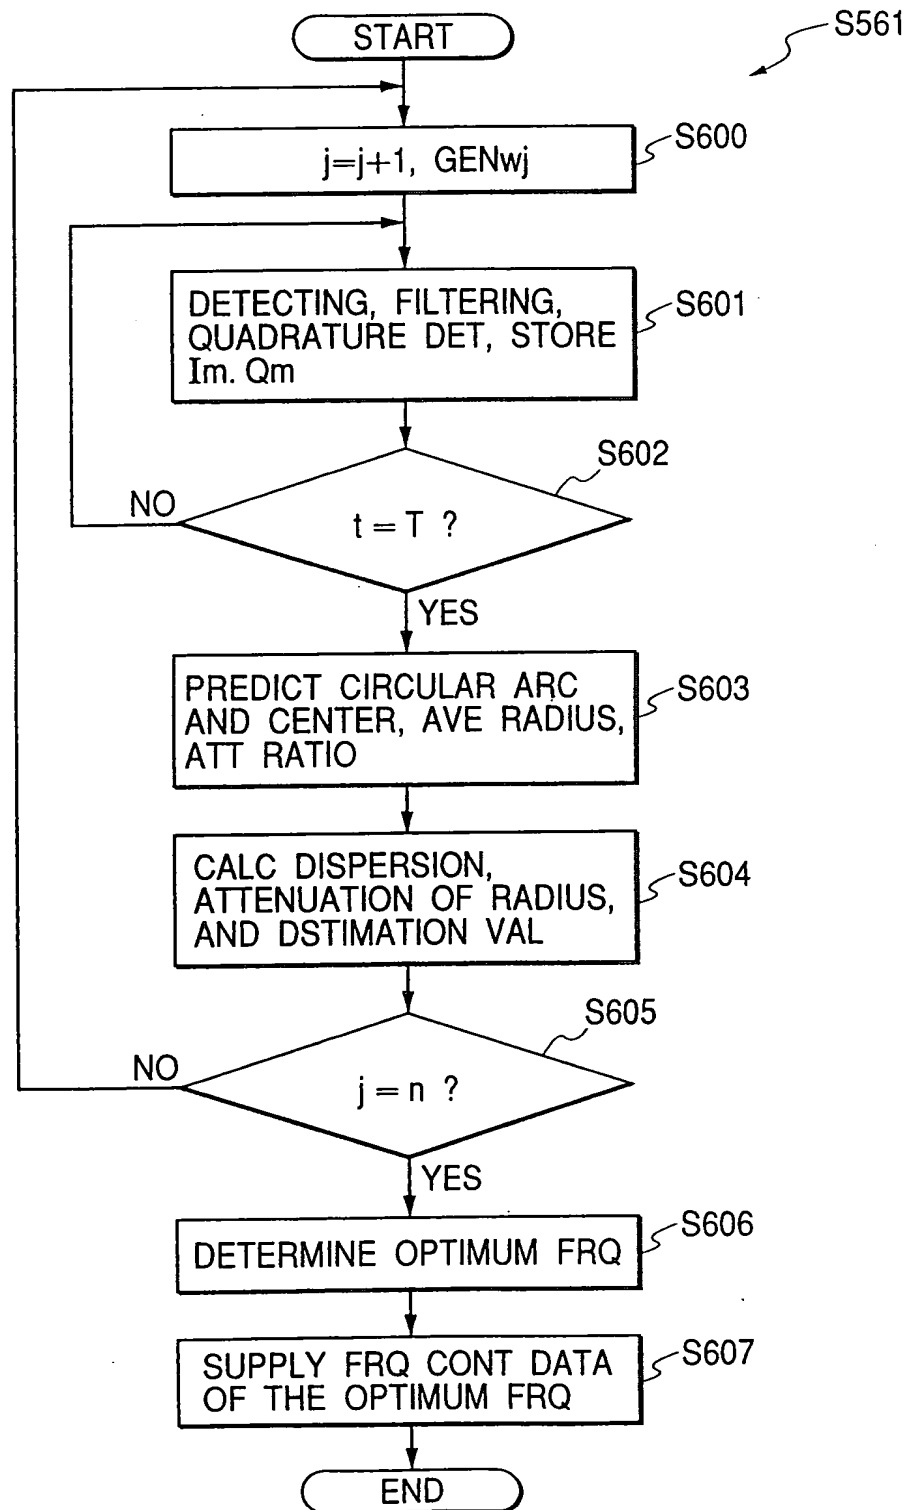 START
S561
j=j+1, GENwj
S600
DETECTING, FILTERING,
QUADRATURE DET, STORE
Im. Qm
S601
S602
NO
t = T ?
YES
PREDICT CIRCULAR ARC
AND CENTER, AVE RADIUS,
ATT RATIO
S603
CALC DISPERSION,
ATTENUATION OF RADIUS,
AND DSTIMATION VAL
S604
S605
NO
j = n ?
YES
DETERMINE OPTIMUM FRQ
S606
SUPPLY FRQ CONT DATA
OF THE OPTIMUM FRQ
S607
END